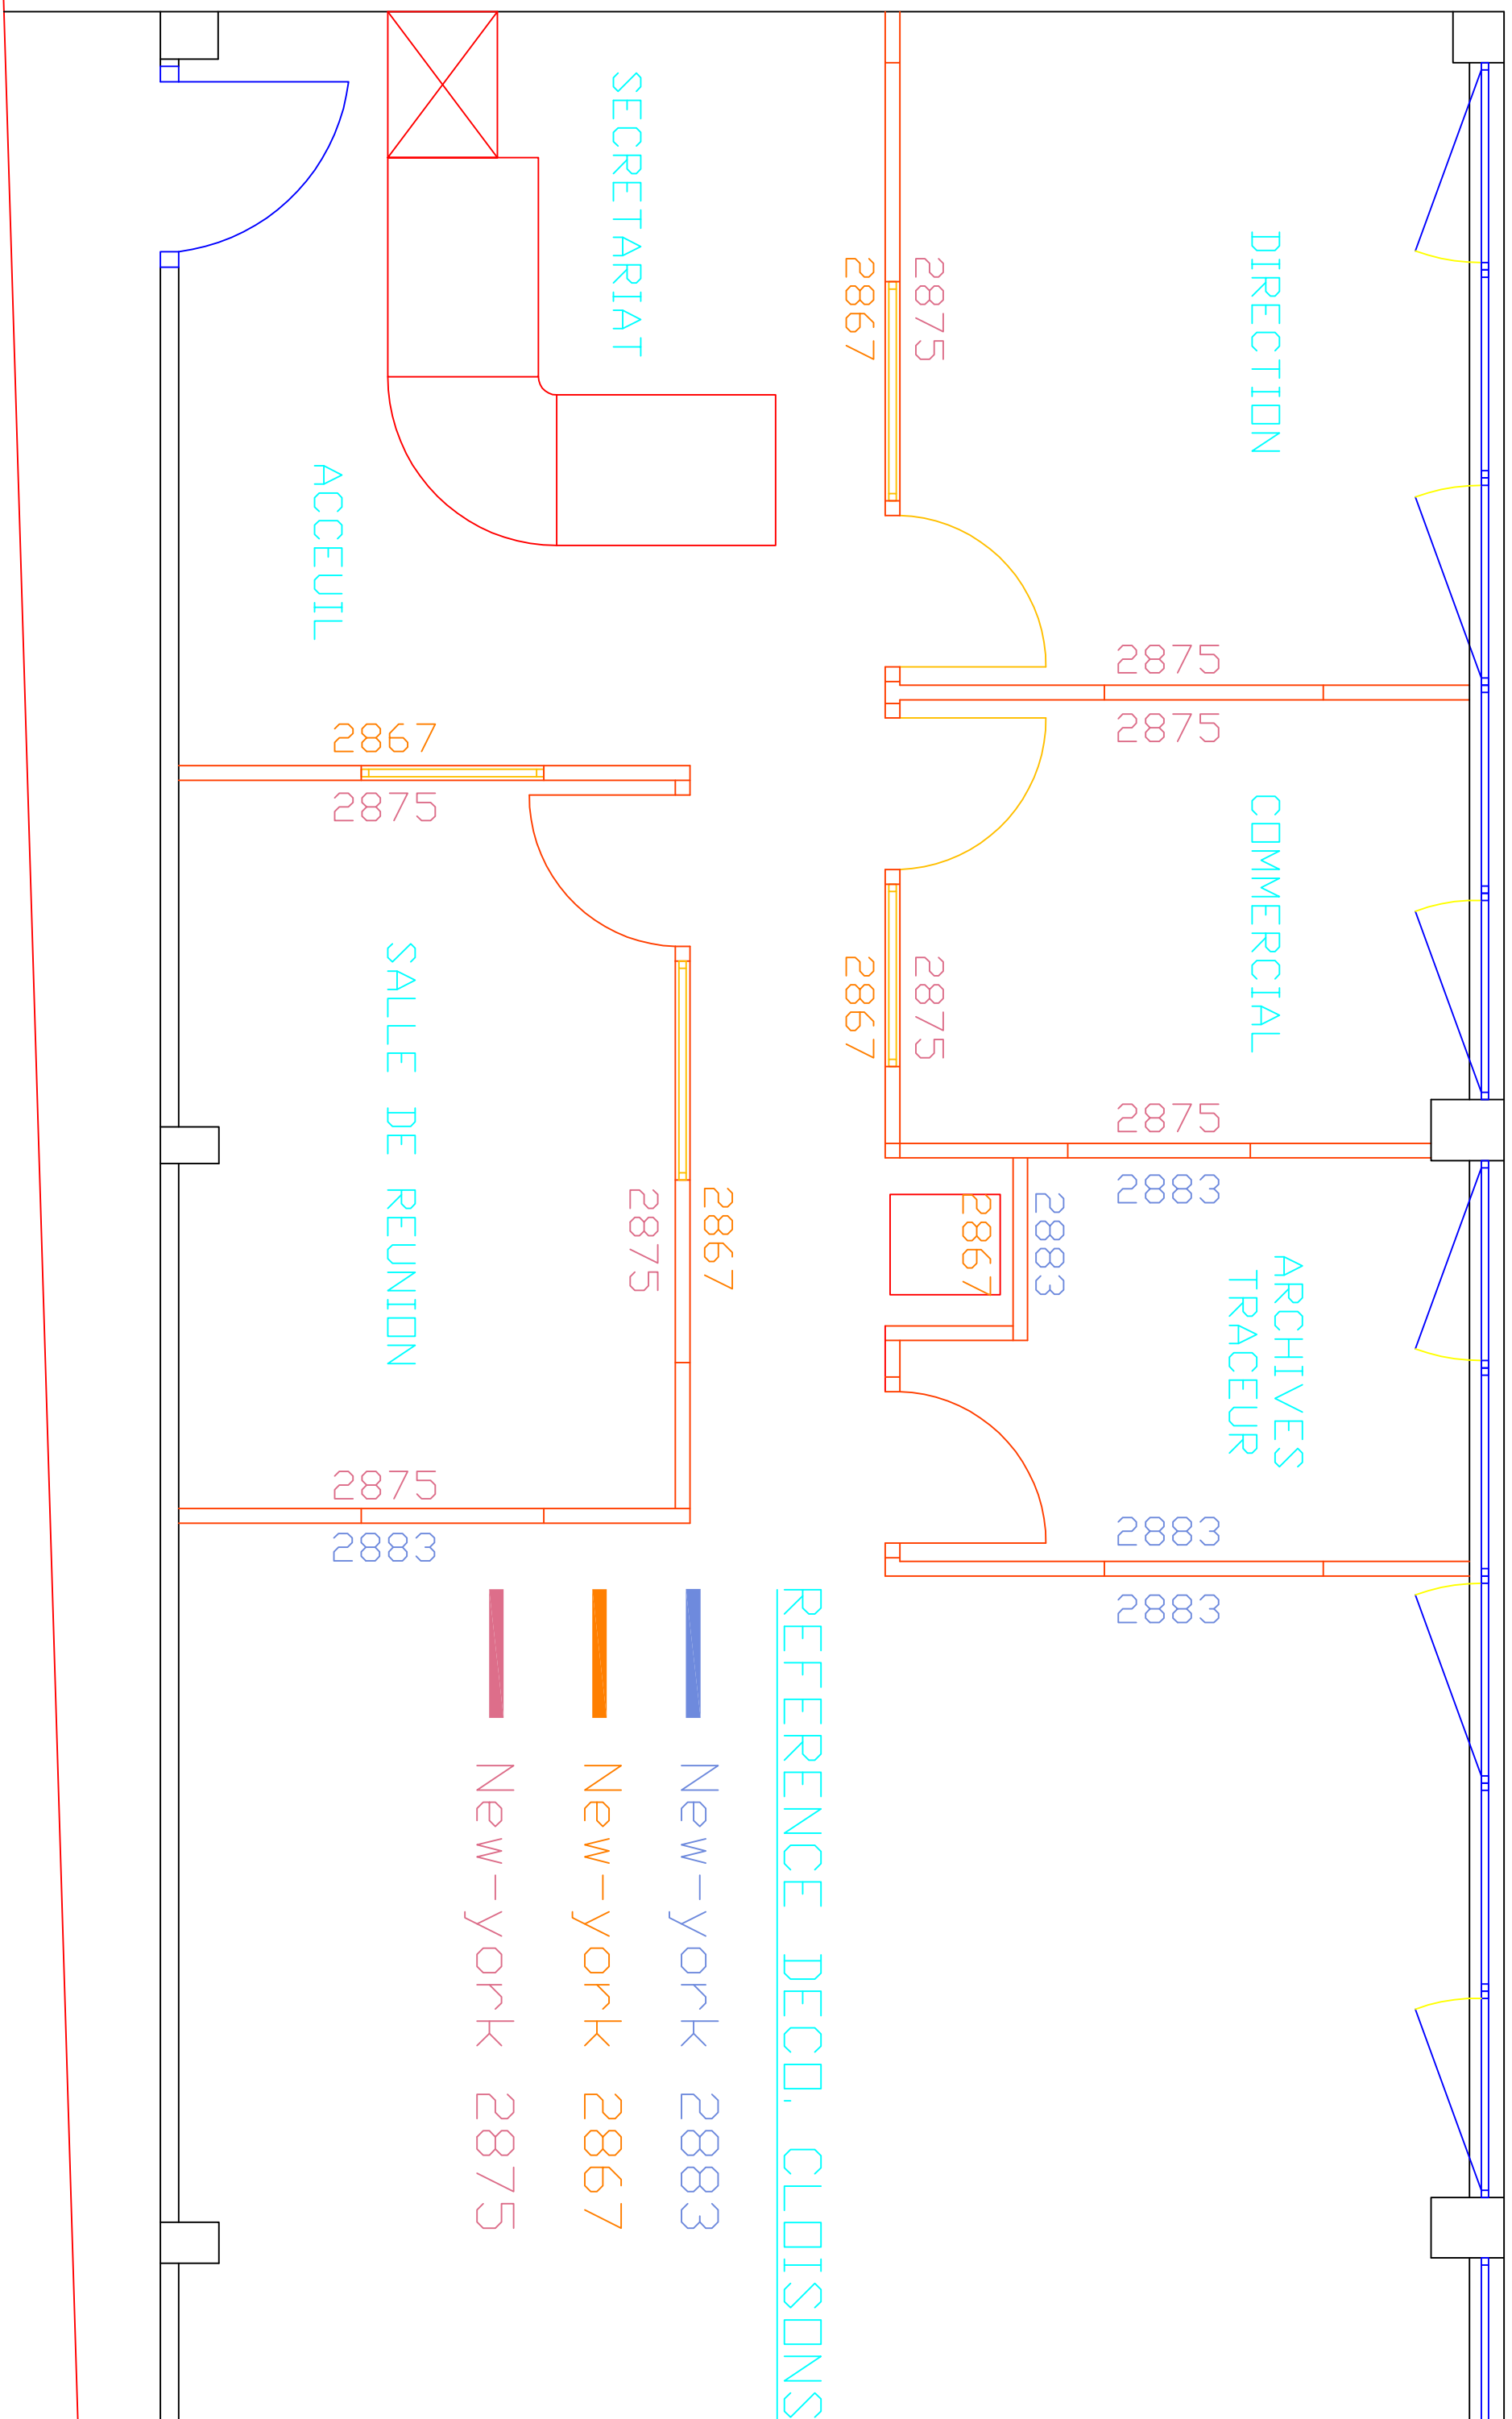 DIRECTION
COMMERCIAL
ARCHIVES
TRACEUR
2875
2875
2875
2883
2883
2883
2883
2867
2875
2875
2867
2867
REFERENCE DECO. CLOISONS
New-york 2883
New-york 2867
New-york 2875
2867
2875
SECRETARIAT
SALLE DE REUNION
2867
2875
2875
2883
ACCEUIL